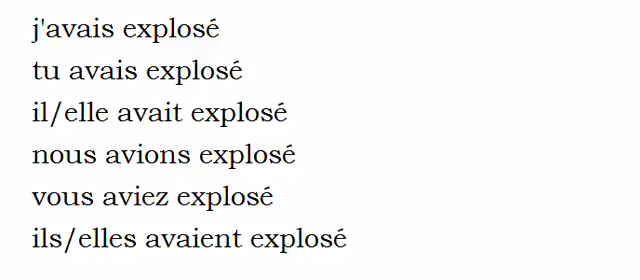 j'avais explosé
tu avais explosé
il/elle avait explosé
nous avions explosé
vous aviez explosé
ils/elles avaient explosé